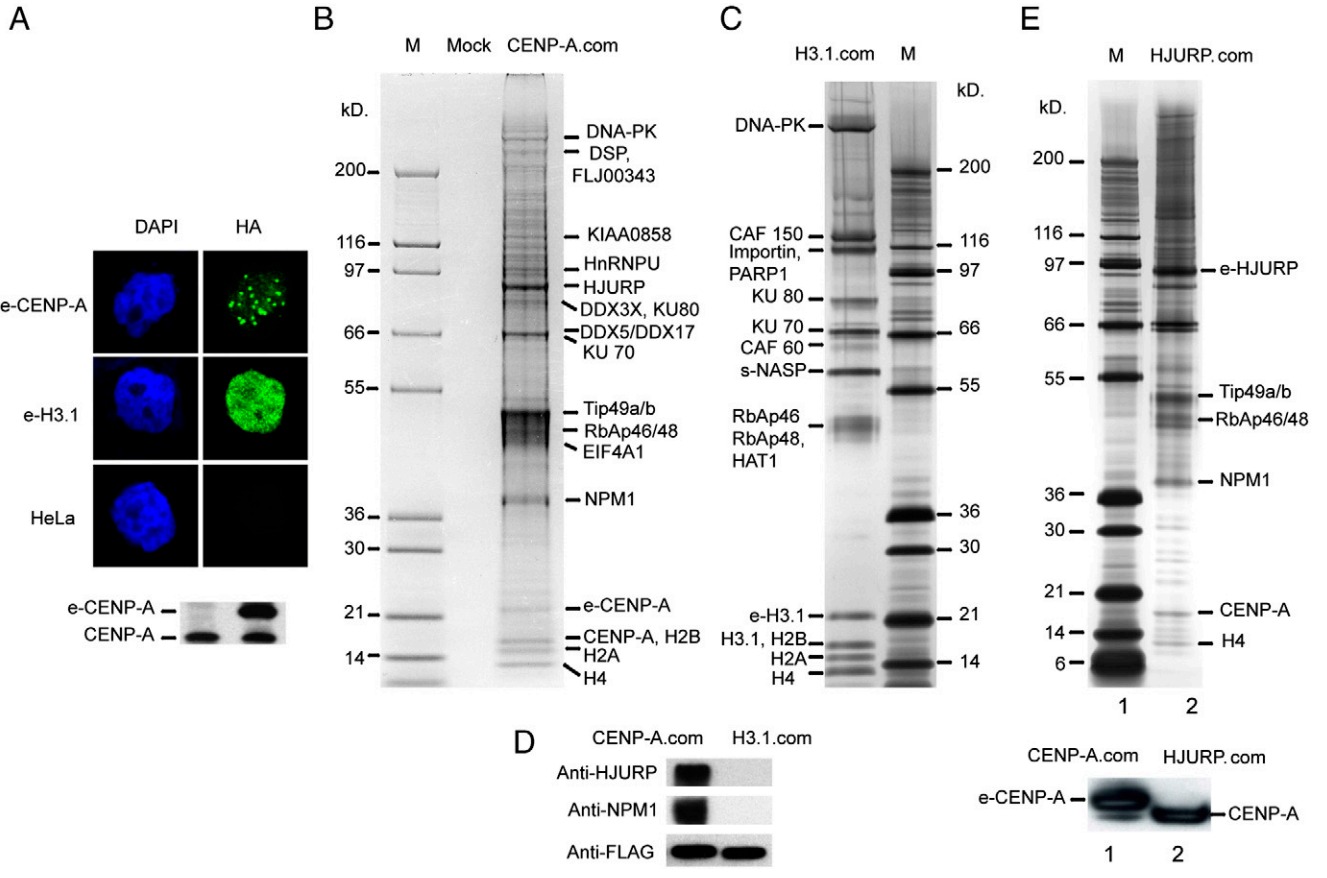 A
DAPI HA
e-CENP-A
e-H3.1
HeLa
e-CENP-A
CENP-A
B
M Mock CENP-A.com
kD.
200
116
97
66
55
36
30
21
14
DNA-PK
DSP,
FLJ00343
KIAA0858
HnRNPU
HJURP
DDX3X, KU80
DDX5/DDX17
KU 70
Tip49a/b
RbAp46/48
EIF4A1
NPM1
e-CENP-A
CENP-A, H2B
H2A
H4
C
H3.1.com M
kD.
DNA-PK
CAF 150
Importin,
PARP1
KU 80
KU 70
CAF 60
s-NASP
RbAp46
RbAp48,
HAT1
e-H3.1
H3.1, H2B
H2A
H4
200
116
97
66
55
36
30
21
14
D
CENP-A.com H3.1.com
Anti-HJURP
Anti-NPM1
Anti-FLAG
E
M HJURP.com
kD.
200
116
97
66
55
36
30
21
14
6
e-HJURP
Tip49a/b
RbAp46/48
NPM1
CENP-A
H4
1 2
CENP-A.com HJURP.com
e-CENP-A
CENP-A
1 2